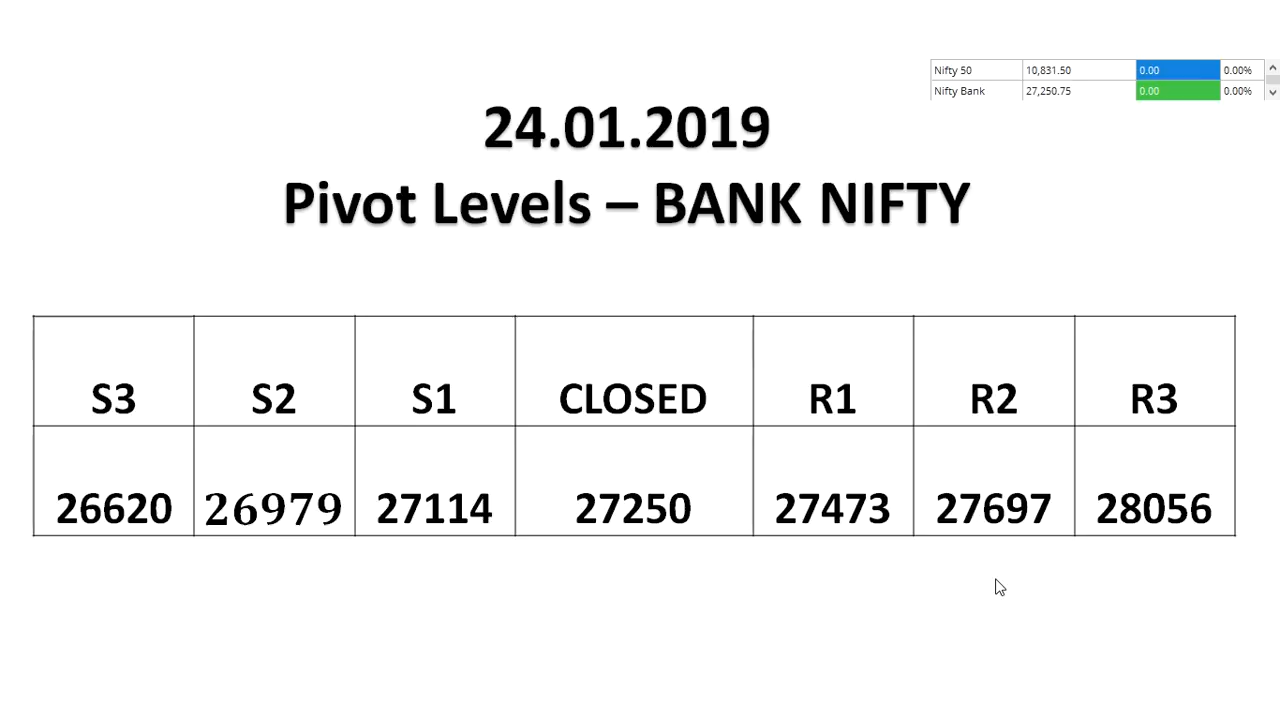 Nifty 50 10,831.50 0.00 0.00%
Nifty Bank 27,250.75 0.00 0.00%
24.01.2019
Pivot Levels – BANK NIFTY
S3 S2 S1 CLOSED R1 R2 R3
26620 26979 27114 27250 27473 27697 28056